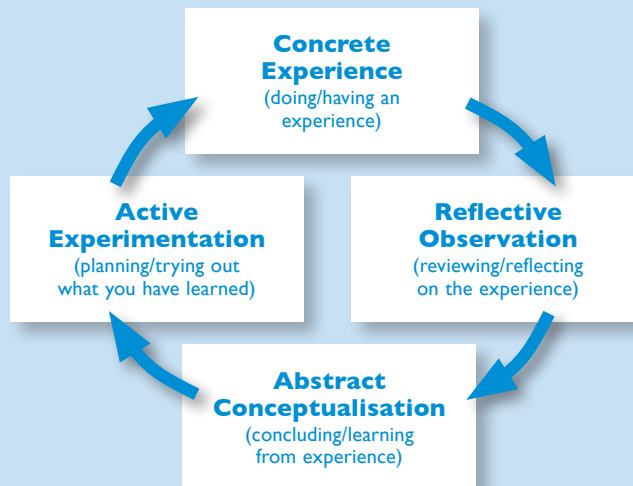 Concrete
Experience
(doing/having an
experience)
Active
Experimentation
(planning/trying out
what you have learned)
Reflective
Observation
(reviewing/reflecting
on the experience)
Abstract
Conceptualisation
(concluding/learning
from experience)